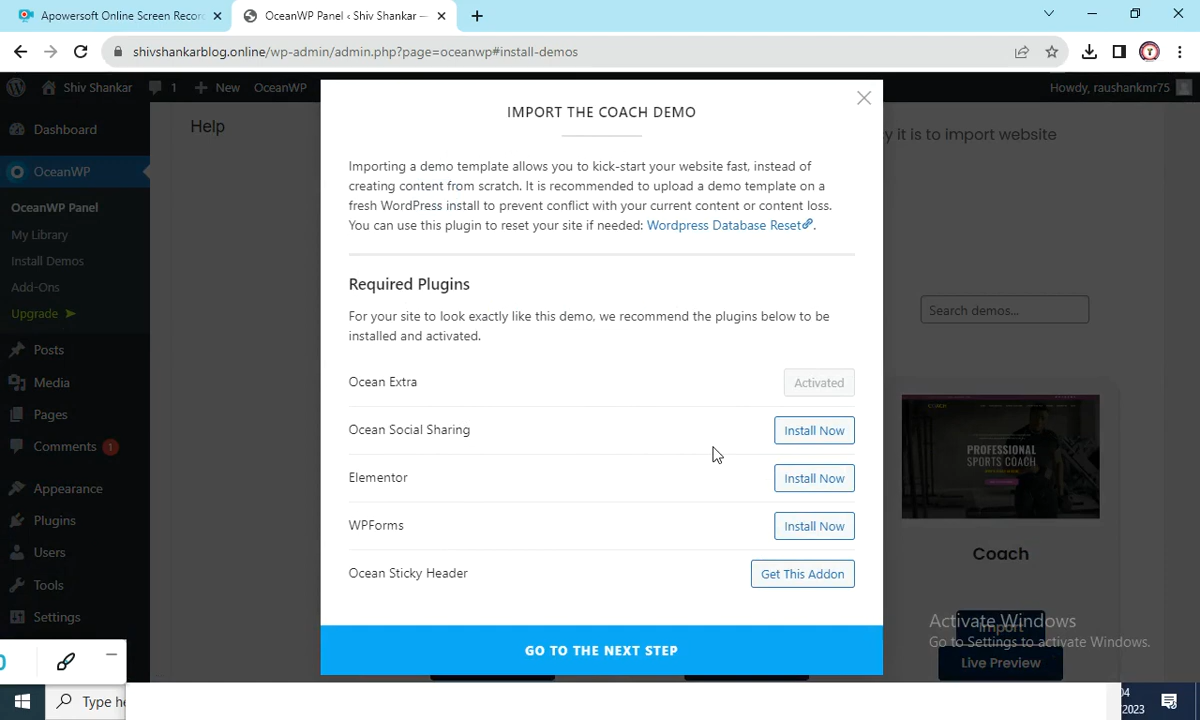 Apowersoft Online Screen Recor
OceanWP Panel ‹ Shiv Shankar —
shivshankarblog.online/wp-admin/admin.php?page=oceanwp#install-demos
Shiv Shankar
1
New
OceanWP
Howdy, raushankmr75
Dashboard
OceanWP
OceanWP Panel
My Library
Install Demos
Add-Ons
Upgrade
Posts
Media
Pages
Comments 1
Appearance
Plugins
Users
Tools
Settings
Help
y it is to import website
IMPORT THE COACH DEMO
Importing a demo template allows you to kick-start your website fast, instead of
creating content from scratch. It is recommended to upload a demo template on a
fresh WordPress install to prevent conflict with your current content or content loss.
You can use this plugin to reset your site if needed: Wordpress Database Reset.
Required Plugins
For your site to look exactly like this demo, we recommend the plugins below to be
installed and activated.
Ocean Extra Activated
Ocean Social Sharing Install Now
Elementor Install Now
WPForms Install Now
Ocean Sticky Header Get This Addon
GO TO THE NEXT STEP
Search demos...
COACH
PROFESSIONAL
SPORTS COACH
Coach
Import
Live Preview
Activate Windows
Go to Settings to activate Windows.
Type he
04
2023